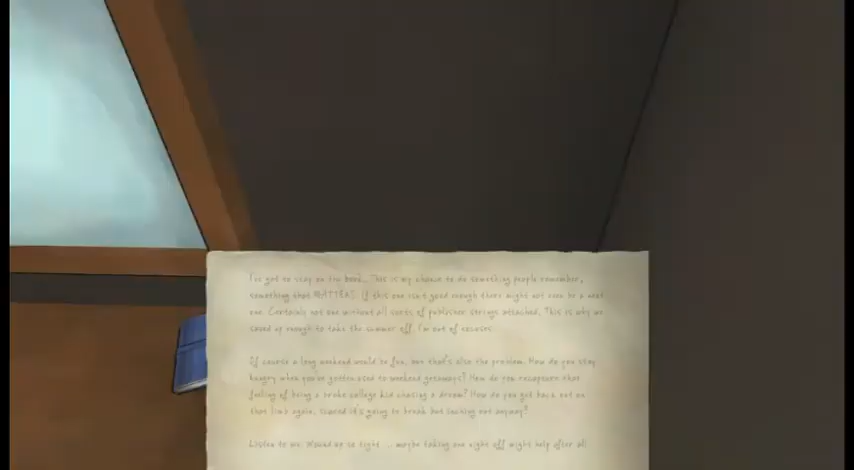 I've got to stay on this book. This is my chance to do something people remember,
something that MATTERS. If this one isn't good enough there might not even be a next
one. Certainly not one without all sorts of publisher strings attached. This is why we
saved up enough to take the summer off. I'm out of excuses.
Of course a long weekend would be fun, but that's also the problem. How do you stay
hungry when you've gotten used to weekend getaways? How do you recapture that
feeling of being a broke college kid chasing a dream? How do you get back out on
that limb again, scared it's going to break but inching out anyway?
Listen to me. Wound up so tight ... maybe taking one night off might help after all